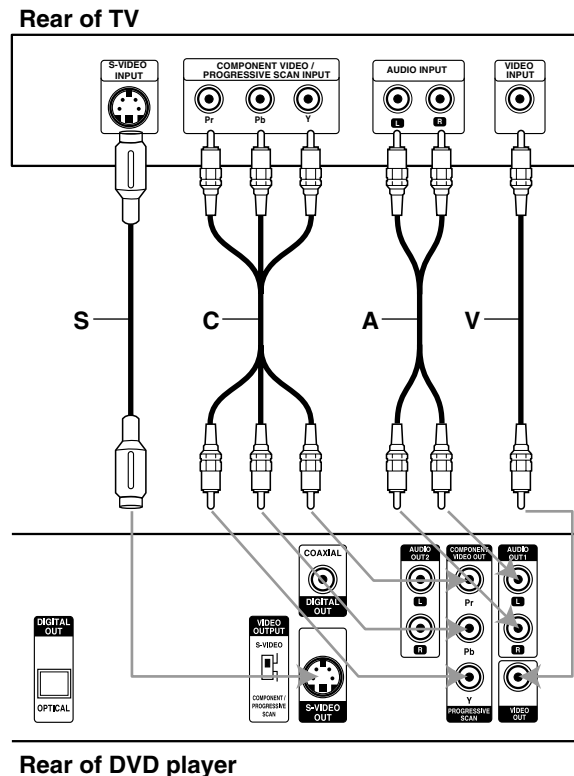 Rear of TV
S-VIDEO
INPUT
COMPONENT VIDEO /
PROGRESSIVE SCAN INPUT
Pr
Pb
Y
AUDIO INPUT
L
R
VIDEO
INPUT
S
C
A
V
DIGITAL
OUT
OPTICAL
VIDEO
OUTPUT
S-VIDEO
COMPONENT /
PROGRESSIVE
SCAN
COAXIAL
DIGITAL
OUT
S-VIDEO
OUT
AUDIO
OUT2
L
R
COMPONENT
VIDEO OUT
Pr
Pb
Y
PROGRESSIVE
SCAN
AUDIO
OUT1
L
R
VIDEO
OUT
Rear of DVD player